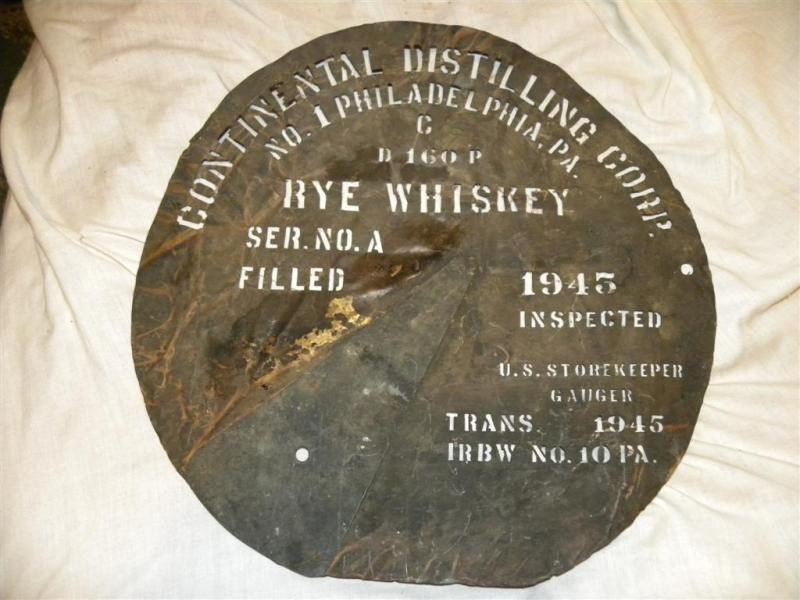 CONTINENTAL DISTILLING CORP.
NO. 1 PHILADELPHIA, PA.
C
D 160 P
RYE WHISKEY
SER. NO. A
FILLED 1945
INSPECTED
U.S. STOREKEEPER
GAUGER
TRANS. 1945
IRBW NO. 10 PA.